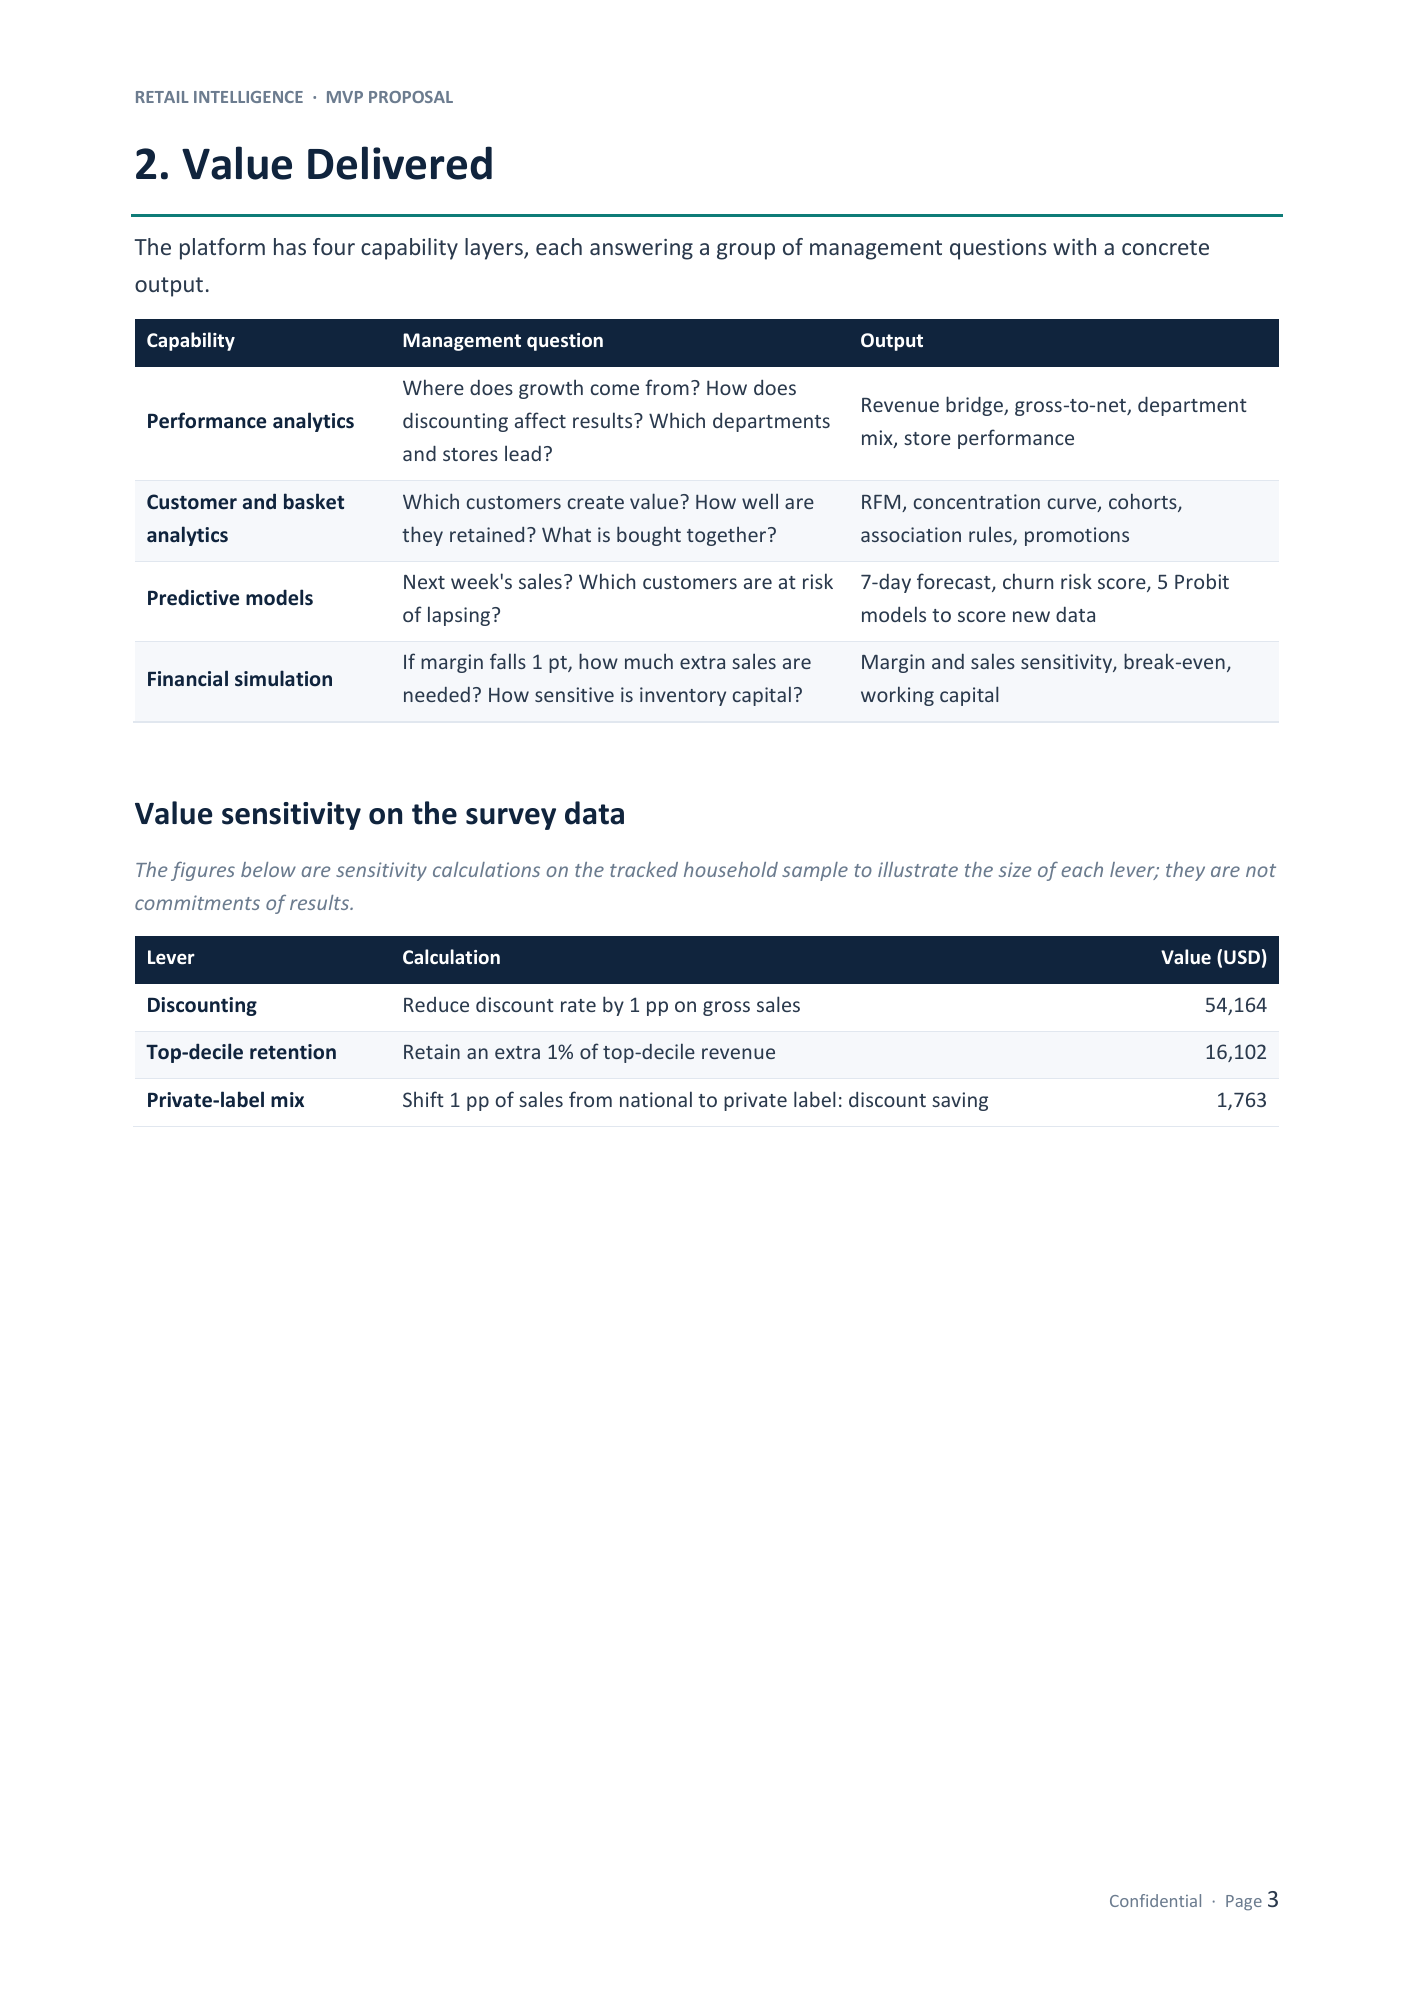 RETAIL INTELLIGENCE · MVP PROPOSAL
2. Value Delivered
The platform has four capability layers, each answering a group of management questions with a concrete
output.
Capability Management question Output
Performance analytics
Where does growth come from? How does
discounting affect results? Which departments
and stores lead?
Revenue bridge, gross-to-net, department
mix, store performance
Customer and basket
analytics
Which customers create value? How well are
they retained? What is bought together?
RFM, concentration curve, cohorts,
association rules, promotions
Predictive models
Next week's sales? Which customers are at risk
of lapsing?
7-day forecast, churn risk score, 5 Probit
models to score new data
Financial simulation
If margin falls 1 pt, how much extra sales are
needed? How sensitive is inventory capital?
Margin and sales sensitivity, break-even,
working capital
Value sensitivity on the survey data
The figures below are sensitivity calculations on the tracked household sample to illustrate the size of each lever; they are not
commitments of results.
Lever Calculation Value (USD)
Discounting Reduce discount rate by 1 pp on gross sales 54,164
Top-decile retention Retain an extra 1% of top-decile revenue 16,102
Private-label mix Shift 1 pp of sales from national to private label: discount saving 1,763
Confidential · Page 3